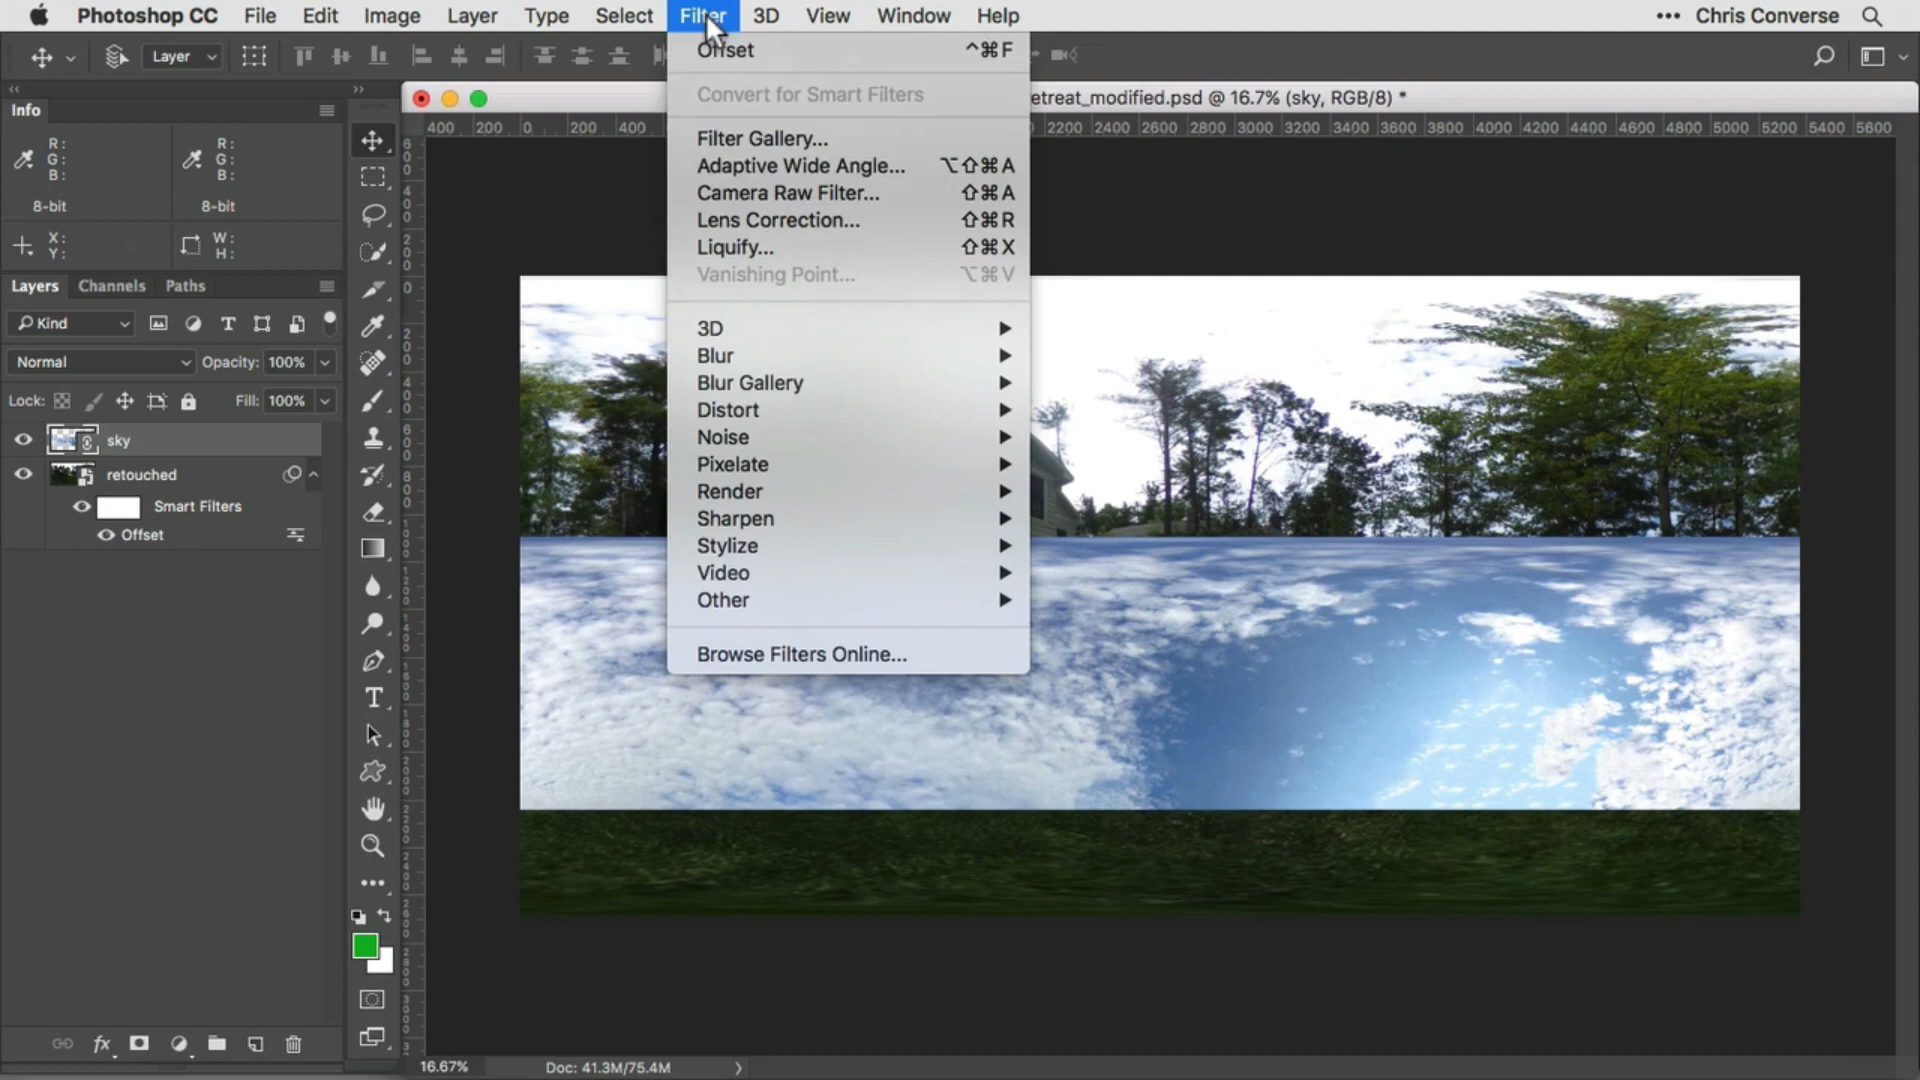 Photoshop CC File Edit Image Layer Type Select Filter 3D View Window Help ••• Chris Converse
Layer
Offset ^⌘F
Convert for Smart Filters
Filter Gallery...
Adaptive Wide Angle... ⌥⇧⌘A
Camera Raw Filter... ⇧⌘A
Lens Correction... ⇧⌘R
Liquify... ⇧⌘X
Vanishing Point... ⌥⌘V
3D
Blur
Blur Gallery
Distort
Noise
Pixelate
Render
Sharpen
Stylize
Video
Other
Browse Filters Online...
etreat_modified.psd @ 16.7% (sky, RGB/8) *
400 200 0 200 400 2200 2400 2600 2800 3000 3200 3400 3600 3800 4000 4200 4400 4600 4800 5000 5200 5400 5600
Info
R: R:
G: G:
B: B:
8-bit 8-bit
X: W:
Y: H:
Layers Channels Paths
Kind
Normal Opacity: 100%
Lock: Fill: 100%
sky
retouched
Smart Filters
Offset
fx
16.67% Doc: 41.3M/75.4M